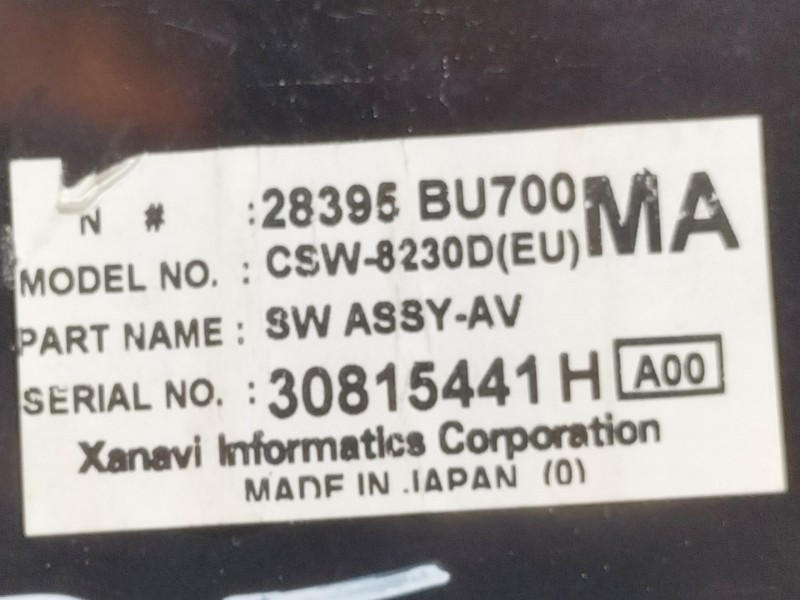 N # : 28395 BU700 MA
MODEL NO. : CSW-8230D(EU)
PART NAME : SW ASSY-AV
SERIAL NO. : 30815441 H A00
Xanavi Informatics Corporation
MADE IN JAPAN (0)